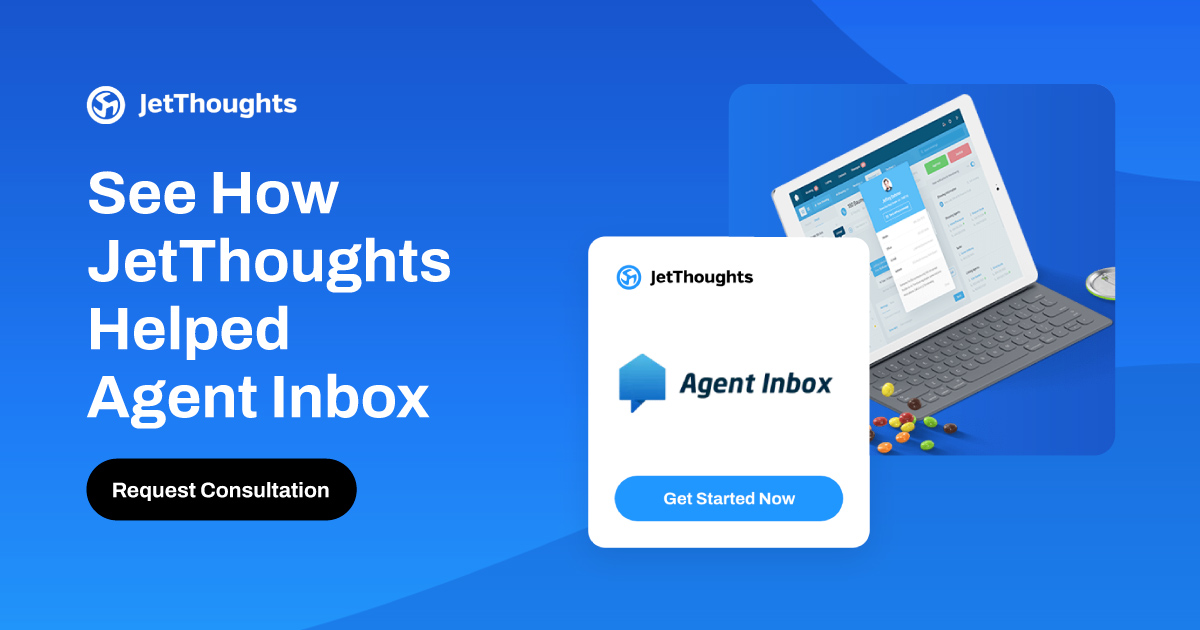 JetThoughts
See How
JetThoughts
Helped
Agent Inbox
Request Consultation
JetThoughts
Agent Inbox
Get Started Now